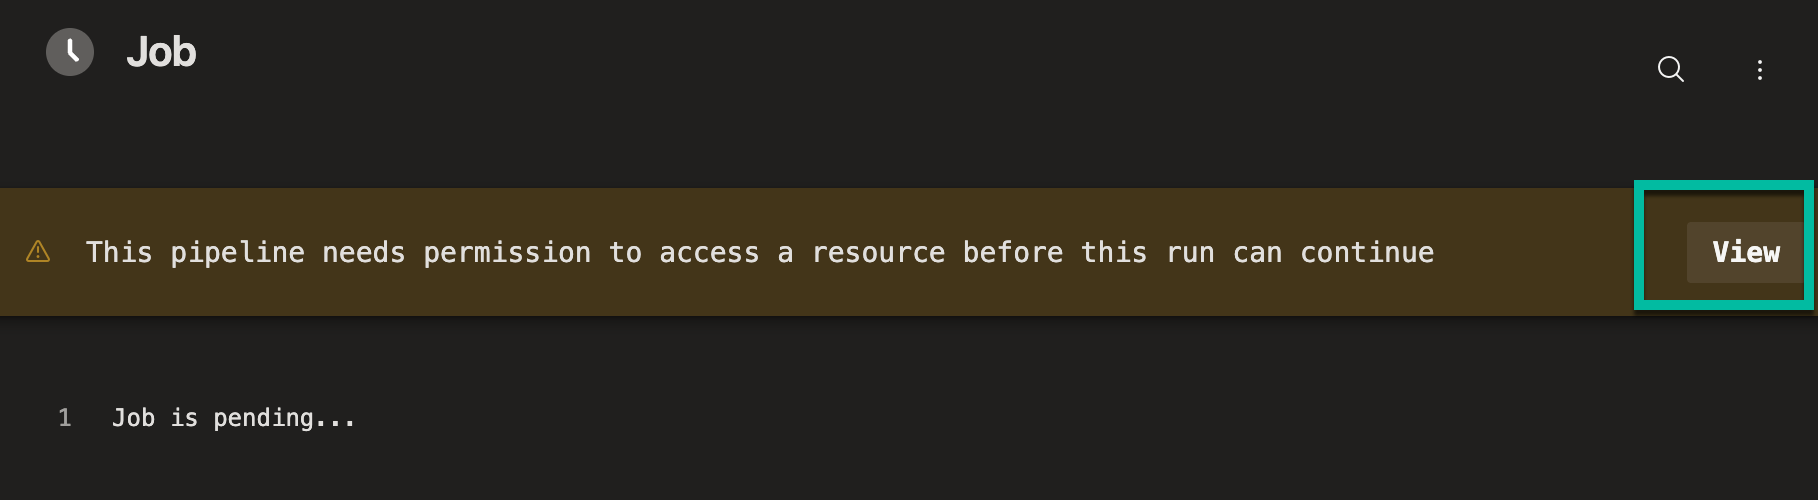 Job
This pipeline needs permission to access a resource before this run can continue
View
1 Job is pending...